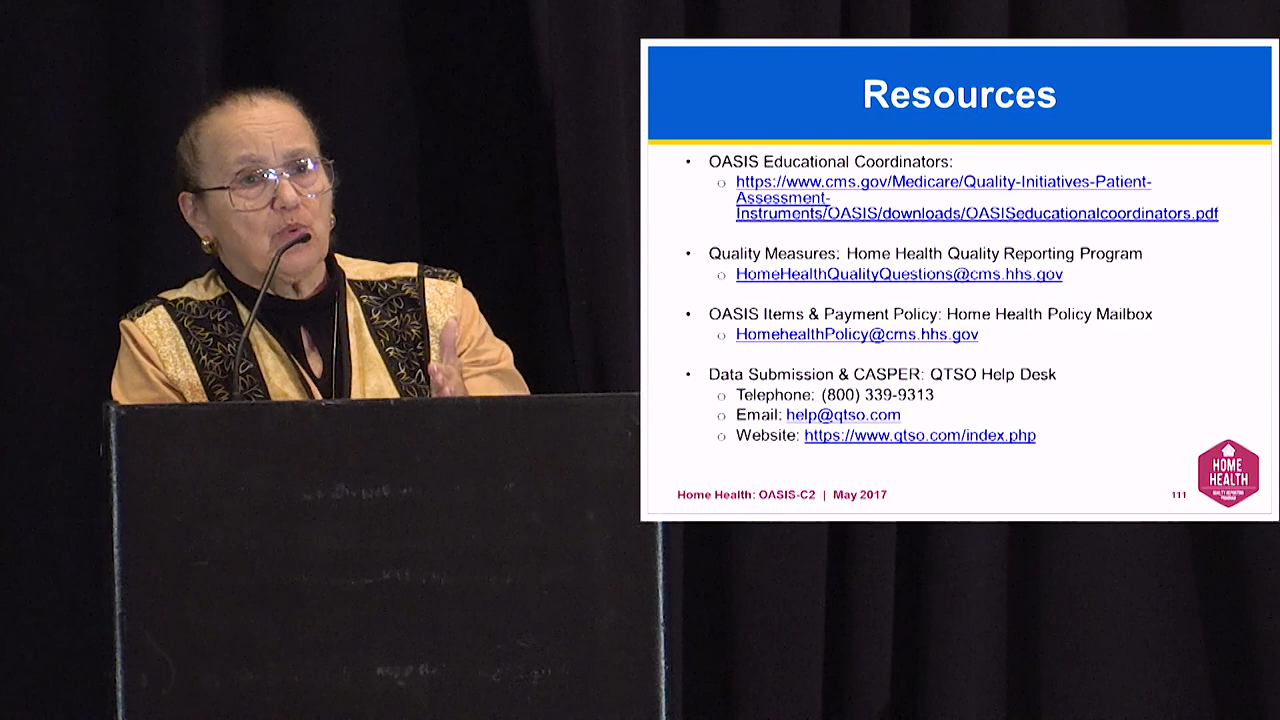 Resources
• OASIS Educational Coordinators:
o https://www.cms.gov/Medicare/Quality-Initiatives-Patient-
Assessment-
Instruments/OASIS/downloads/OASISeducationalcoordinators.pdf
• Quality Measures: Home Health Quality Reporting Program
o HomeHealthQualityQuestions@cms.hhs.gov
• OASIS Items & Payment Policy: Home Health Policy Mailbox
o HomehealthPolicy@cms.hhs.gov
• Data Submission & CASPER: QTSO Help Desk
o Telephone: (800) 339-9313
o Email: help@qtso.com
o Website: https://www.qtso.com/index.php
Home Health: OASIS-C2 | May 2017
111
HOME
HEALTH
QUALITY REPORTING
PROGRAM